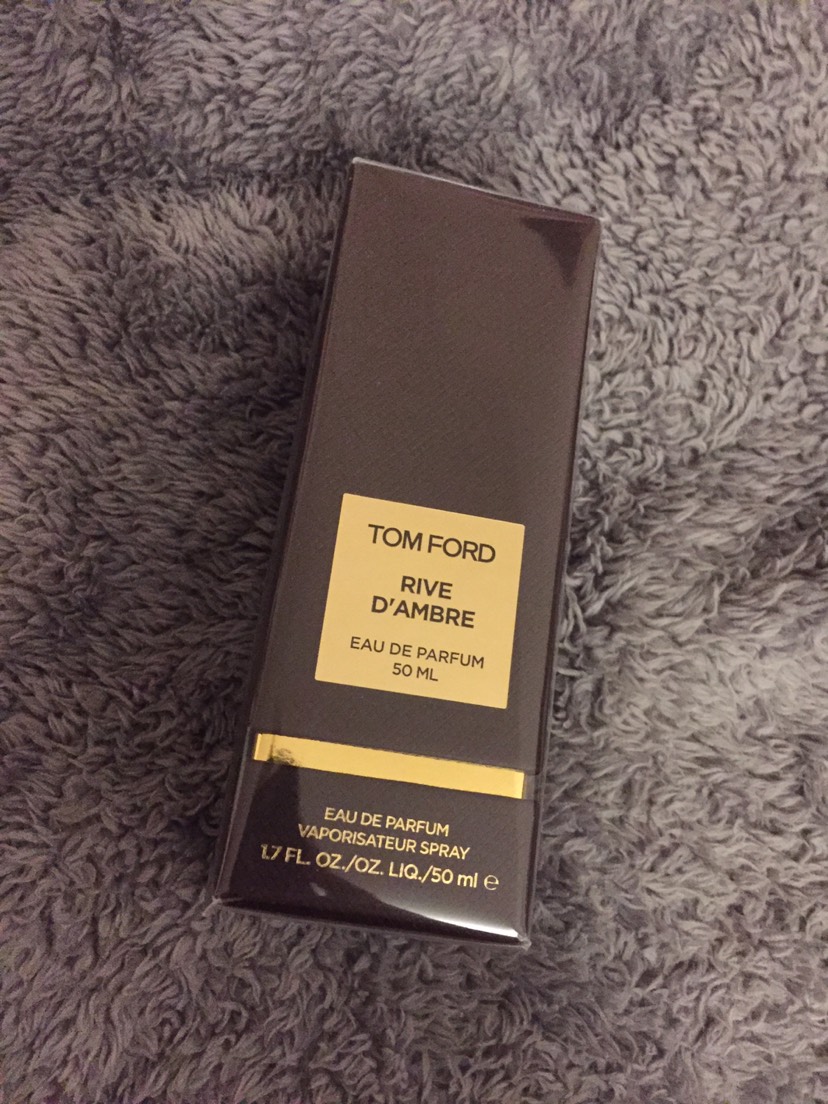 TOM FORD
RIVE
D'AMBRE
EAU DE PARFUM
50 ML
EAU DE PARFUM
VAPORISATEUR SPRAY
1.7 FL. OZ./OZ. LIQ./50 ml ℮